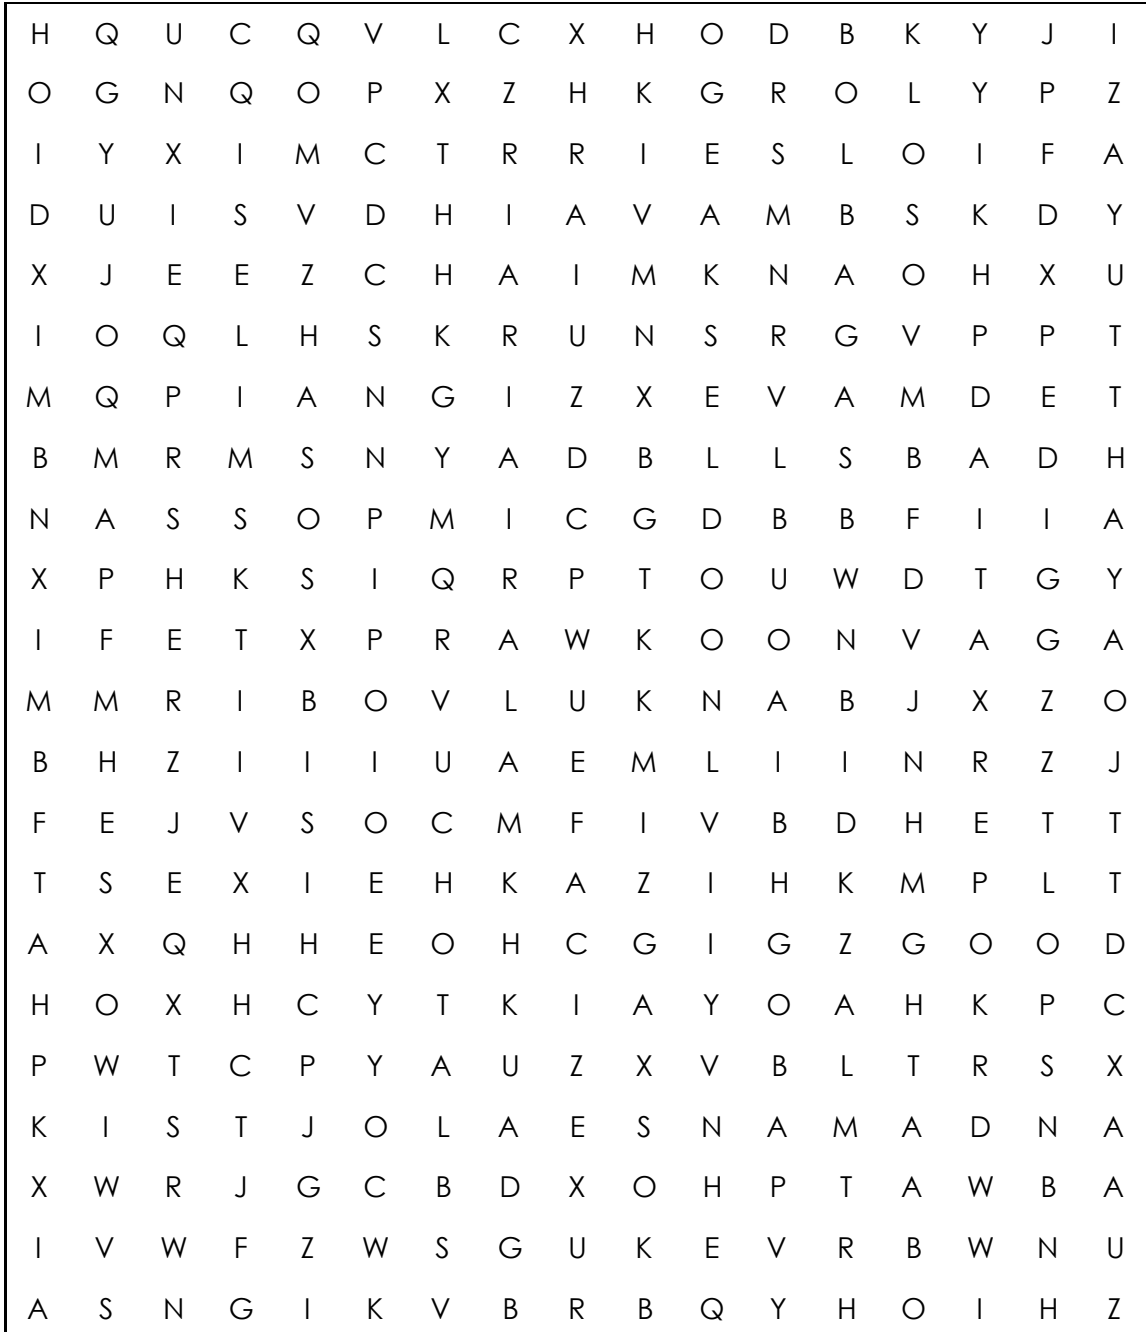 H Q U C Q V L C X H O D B K Y J I
O G N Q O P X Z H K G R O L Y P Z
I Y X I M C T R R I E S L O I F A
D U I S V D H I A V A M B S K D Y
X J E E Z C H A I M K N A O H X U
I O Q L H S K R U N S R G V P P T
M Q P I A N G I Z X E V A M D E T
B M R M S N Y A D B L L S B A D H
N A S S O P M I C G D B B F I I A
X P H K S I Q R P T O U W D T G Y
I F E T X P R A W K O O N V A G A
M M R I B O V L U K N A B J X Z O
B H Z I I I U A E M L I I N R Z J
F E J V S O C M F I V B D H E T T
T S E X I E H K A Z I H K M P L T
A X Q H H E O H C G I G Z G O O D
H O X H C Y T K I A Y O A H K P C
P W T C P Y A U Z X V B L T R S X
K I S T J O L A E S N A M A D N A
X W R J G C B D X O H P T A W B A
I V W F Z W S G U K E V R B W N U
A S N G I K V B R B Q Y H O I H Z